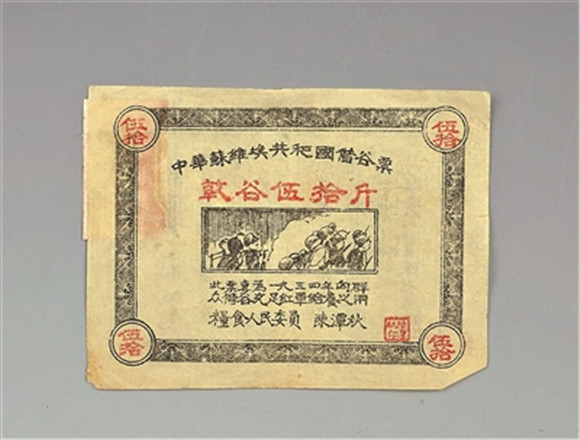 伍拾
伍拾
中華蘇維埃共和國借谷票
乾谷伍拾斤
此票專為一九三四年向群
众借谷充足紅軍給養之用
糧食人民委員 陳潭秋
伍拾
伍拾